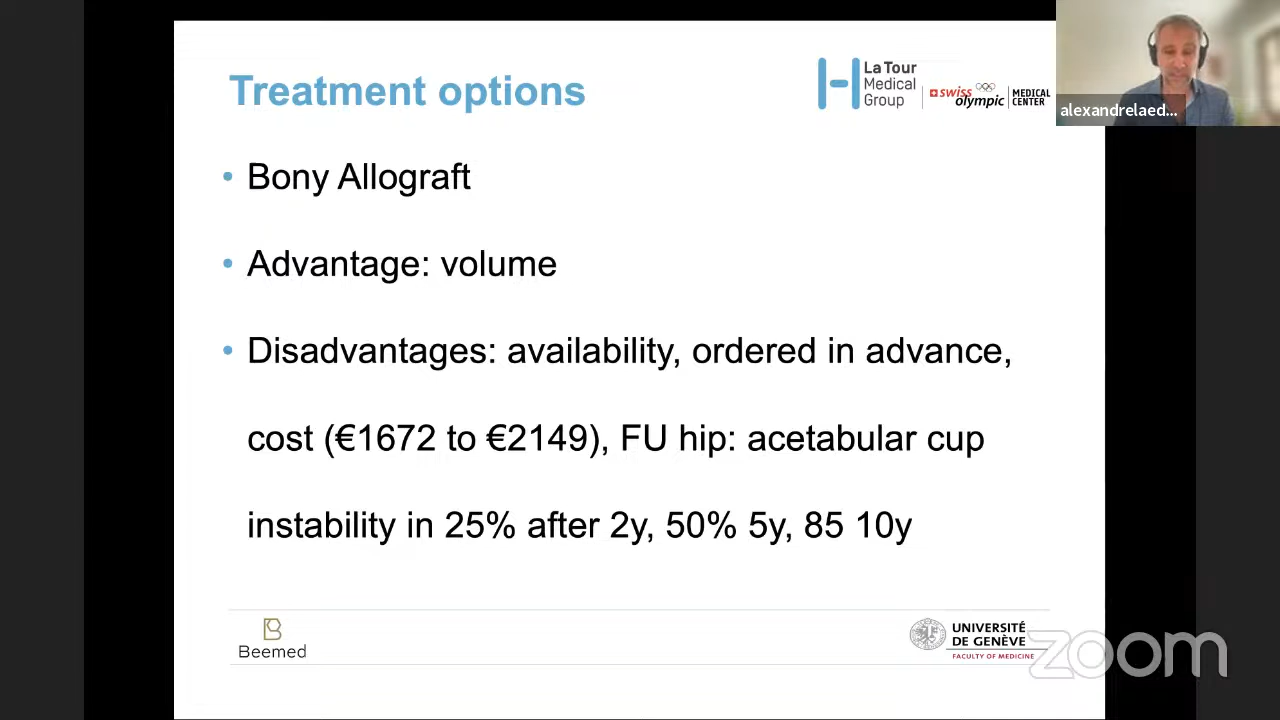 Treatment options
La Tour
Medical
Group
swiss
olympic
MEDICAL
CENTER
alexandrelaed...
• Bony Allograft
• Advantage: volume
• Disadvantages: availability, ordered in advance,
cost (€1672 to €2149), FU hip: acetabular cup
instability in 25% after 2y, 50% 5y, 85 10y
Beemed
UNIVERSITÉ
DE GENÈVE
FACULTY OF MEDICINE
zoom